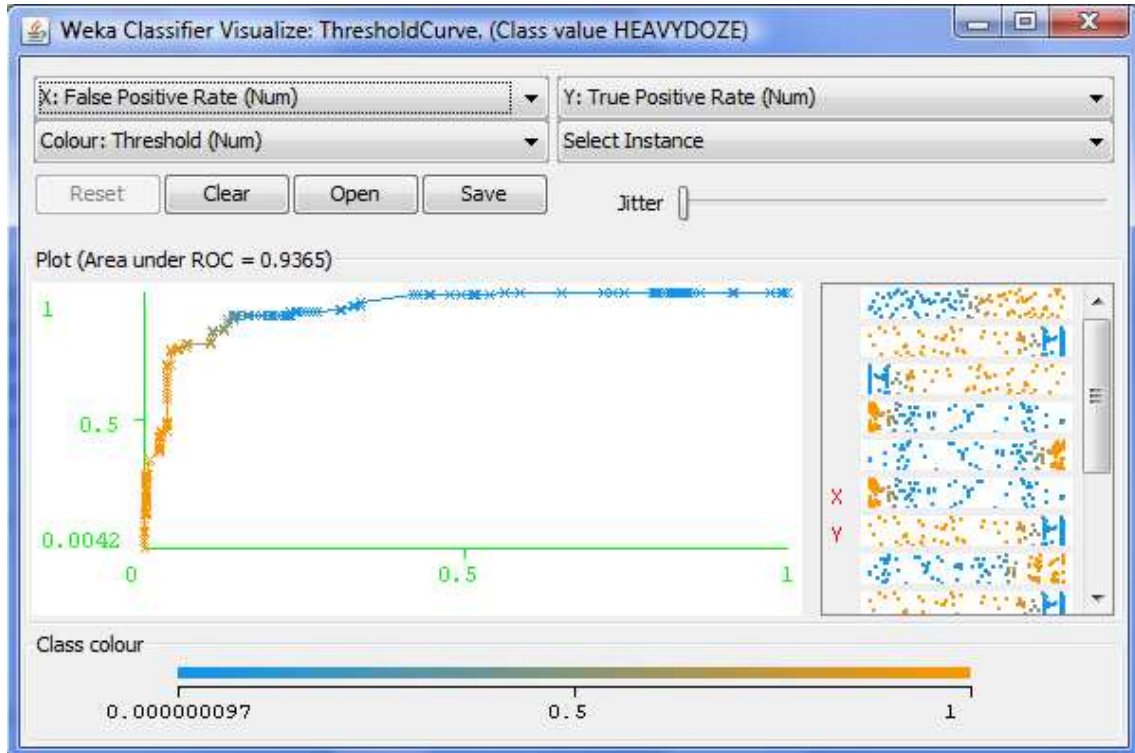 Weka Classifier Visualize: ThresholdCurve. (Class value HEAVYDOZE)
X: False Positive Rate (Num)
Y: True Positive Rate (Num)
Colour: Threshold (Num)
Select Instance
Reset
Clear
Open
Save
Jitter
Plot (Area under ROC = 0.9365)
1
0.5
0.0042
0
0.5
1
X
Y
Class colour
0.000000097
0.5
1